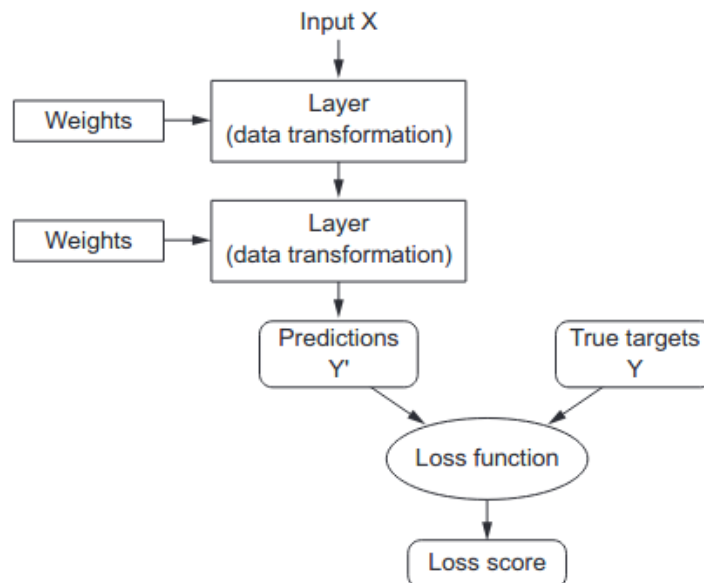 Input X
Weights
Layer
(data transformation)
Weights
Layer
(data transformation)
Predictions
Y'
True targets
Y
Loss function
Loss score